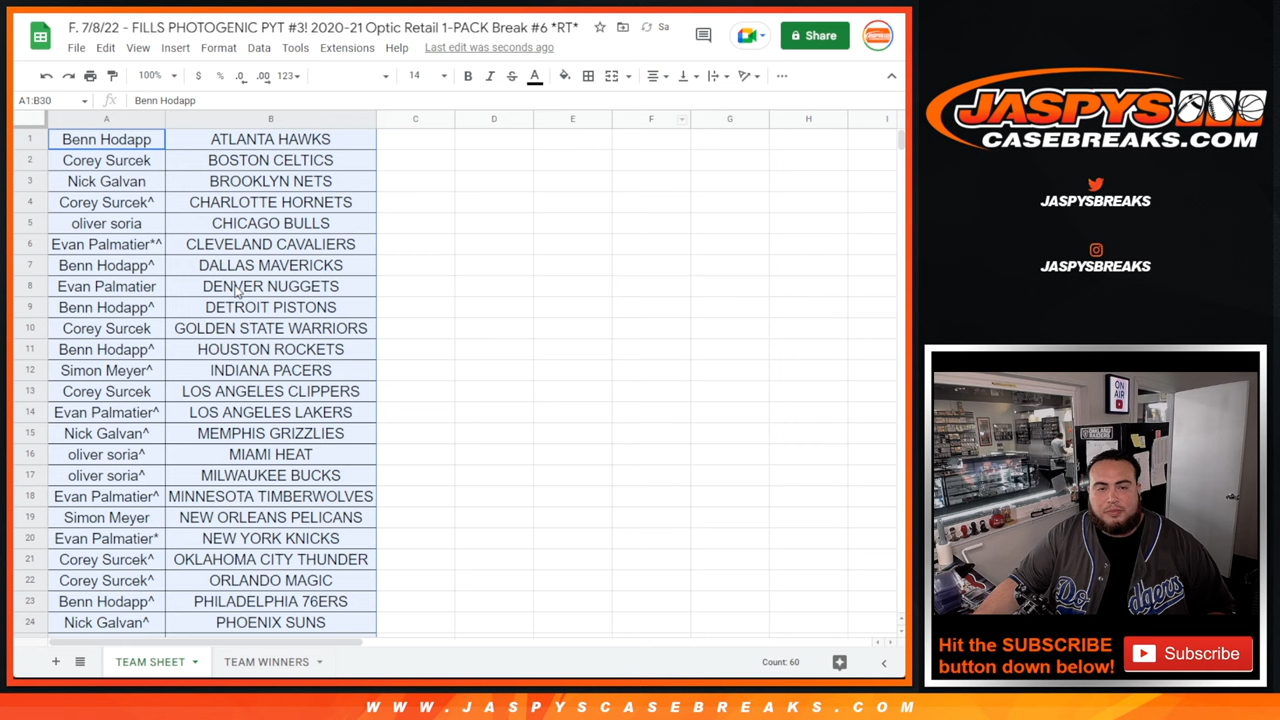 F. 7/8/22 - FILLS PHOTOGENIC PYT #3! 2020-21 Optic Retail 1-PACK Break #6 *RT*
Sa
Share
File Edit View Insert Format Data Tools Extensions Help Last edit was seconds ago
100% $ % .0 .00 123 14 B I S A
A1:B30 fx Benn Hodapp
A B C D E F G H I
1 Benn Hodapp ATLANTA HAWKS
2 Corey Surcek BOSTON CELTICS
3 Nick Galvan BROOKLYN NETS
4 Corey Surcek^ CHARLOTTE HORNETS
5 oliver soria CHICAGO BULLS
6 Evan Palmatier*^ CLEVELAND CAVALIERS
7 Benn Hodapp^ DALLAS MAVERICKS
8 Evan Palmatier DENVER NUGGETS
9 Benn Hodapp^ DETROIT PISTONS
10 Corey Surcek GOLDEN STATE WARRIORS
11 Benn Hodapp^ HOUSTON ROCKETS
12 Simon Meyer^ INDIANA PACERS
13 Corey Surcek LOS ANGELES CLIPPERS
14 Evan Palmatier^ LOS ANGELES LAKERS
15 Nick Galvan^ MEMPHIS GRIZZLIES
16 oliver soria^ MIAMI HEAT
17 oliver soria^ MILWAUKEE BUCKS
18 Evan Palmatier^ MINNESOTA TIMBERWOLVES
19 Simon Meyer NEW ORLEANS PELICANS
20 Evan Palmatier* NEW YORK KNICKS
21 Corey Surcek^ OKLAHOMA CITY THUNDER
22 Corey Surcek^ ORLANDO MAGIC
23 Benn Hodapp^ PHILADELPHIA 76ERS
24 Nick Galvan^ PHOENIX SUNS
TEAM SHEET TEAM WINNERS Count: 60
JASPYS
CASEBREAKS.COM
JASPYSBREAKS
JASPYSBREAKS
ON
AIR
OAKLAND
RAIDERS
Dodgers
Hit the SUBSCRIBE
button down below!
Subscribe
WWW.JASPYSCASEBREAKS.COM